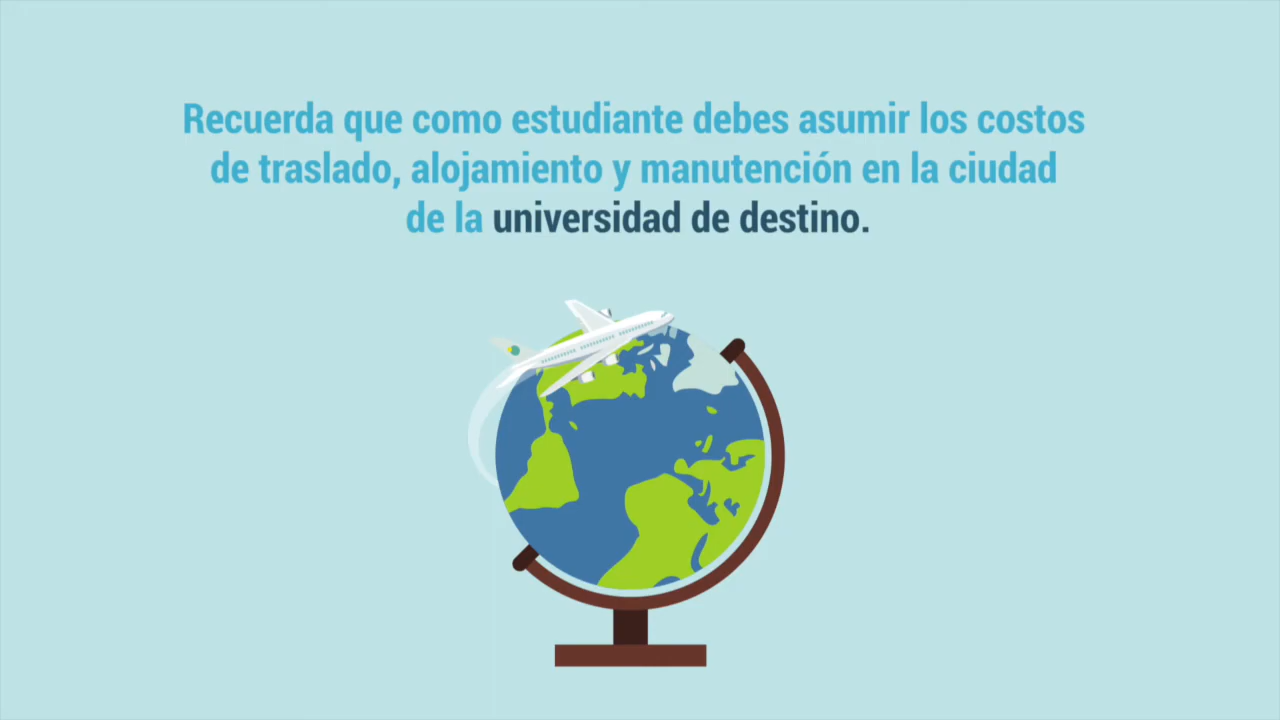 Recuerda que como estudiante debes asumir los costos
de traslado, alojamiento y manutención en la ciudad
de la universidad de destino.